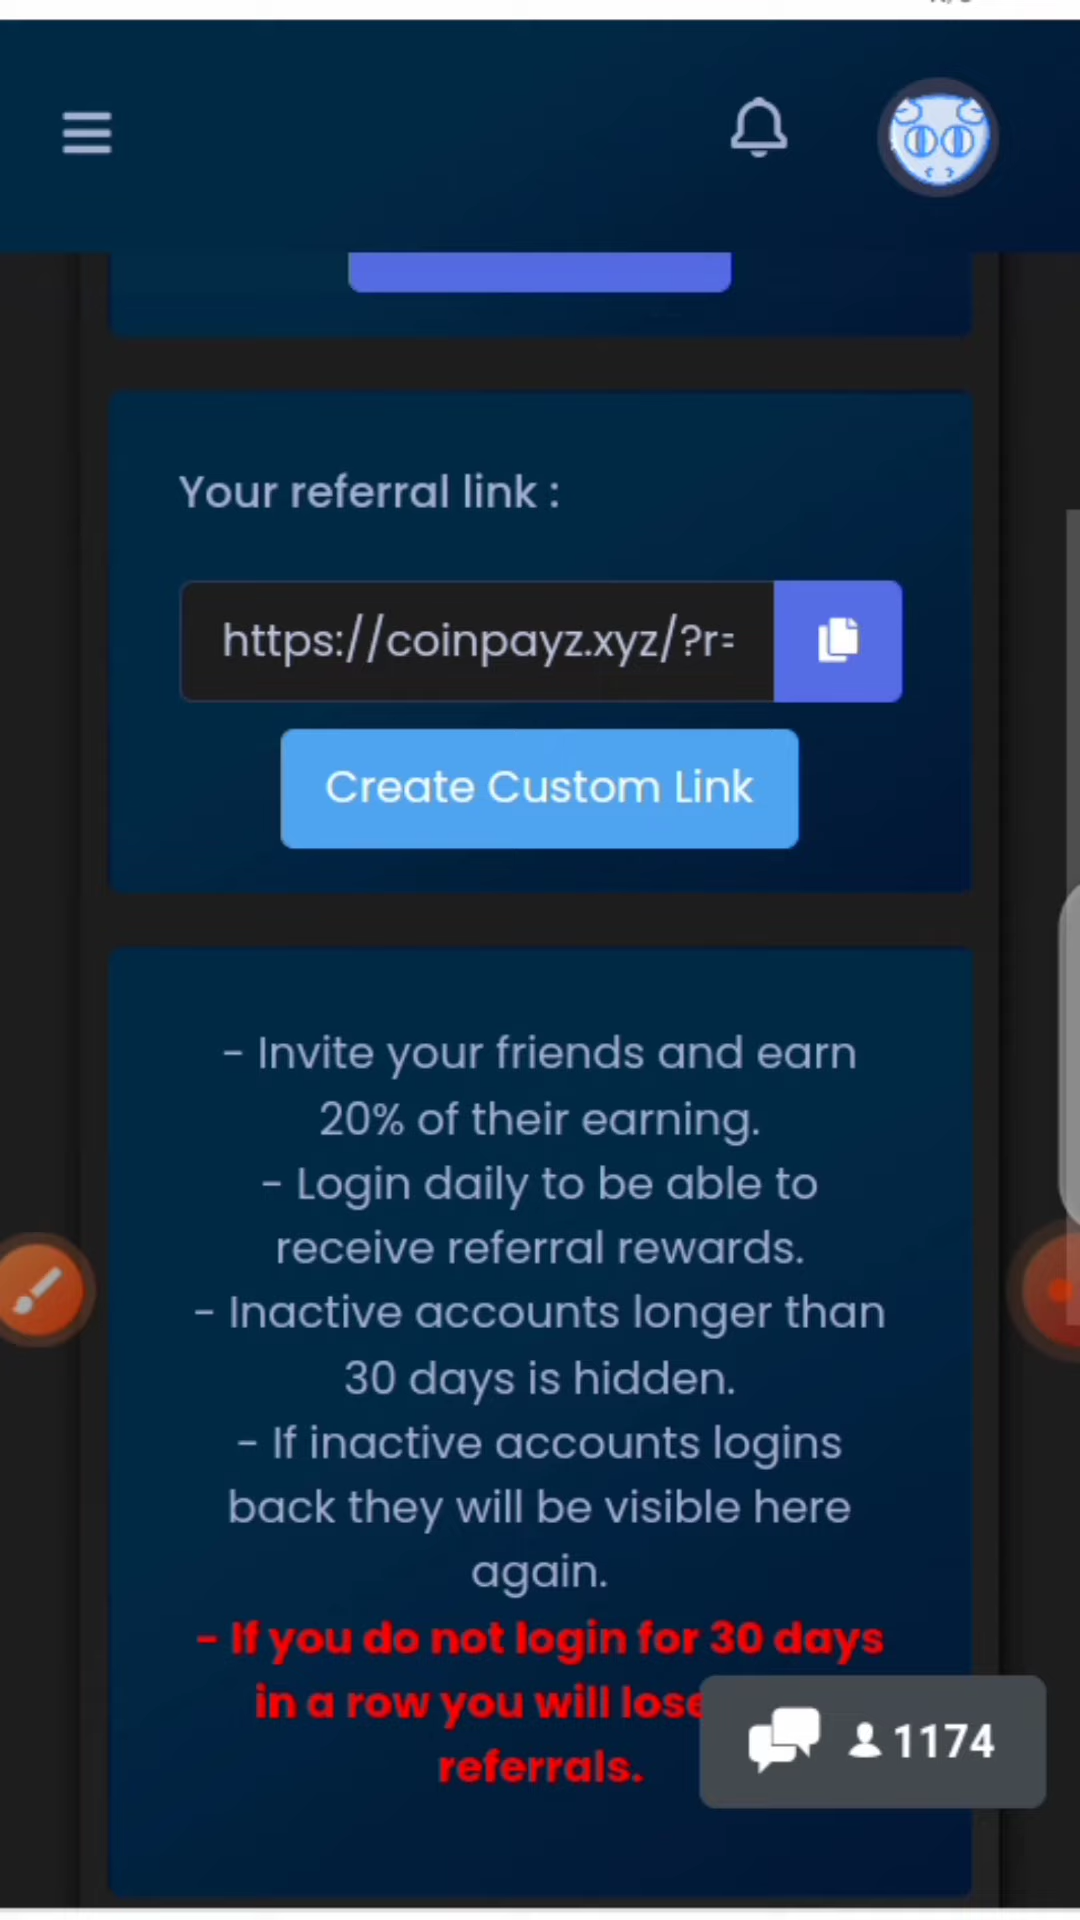 Your referral link :
https://coinpayz.xyz/?r=
Create Custom Link
- Invite your friends and earn
20% of their earning.
- Login daily to be able to
receive referral rewards.
- Inactive accounts longer than
30 days is hidden.
- If inactive accounts logins
back they will be visible here
again.
- If you do not login for 30 days
in a row you will lose
referrals.
1174